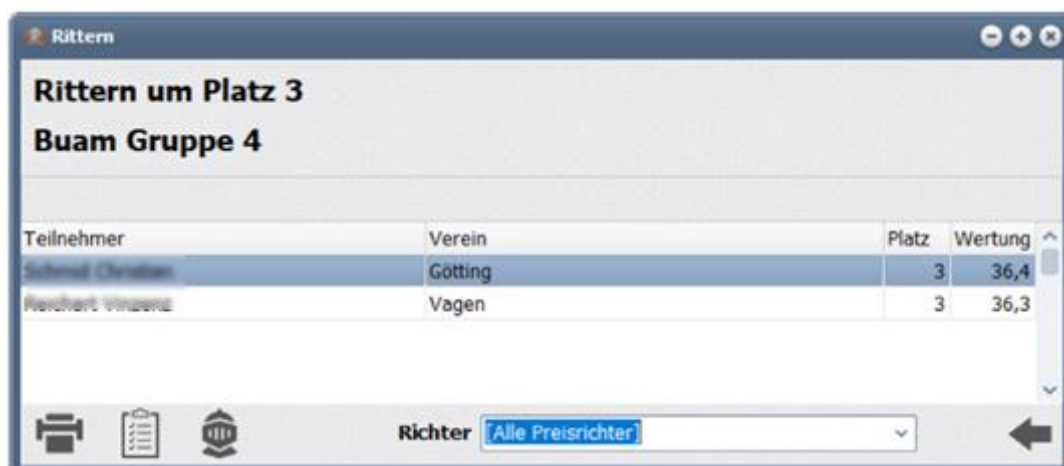 Rittern
Rittern um Platz 3
Buam Gruppe 4
Teilnehmer Verein Platz Wertung
Götting 3 36,4
Vagen 3 36,3
Richter [Alle Preisrichter]